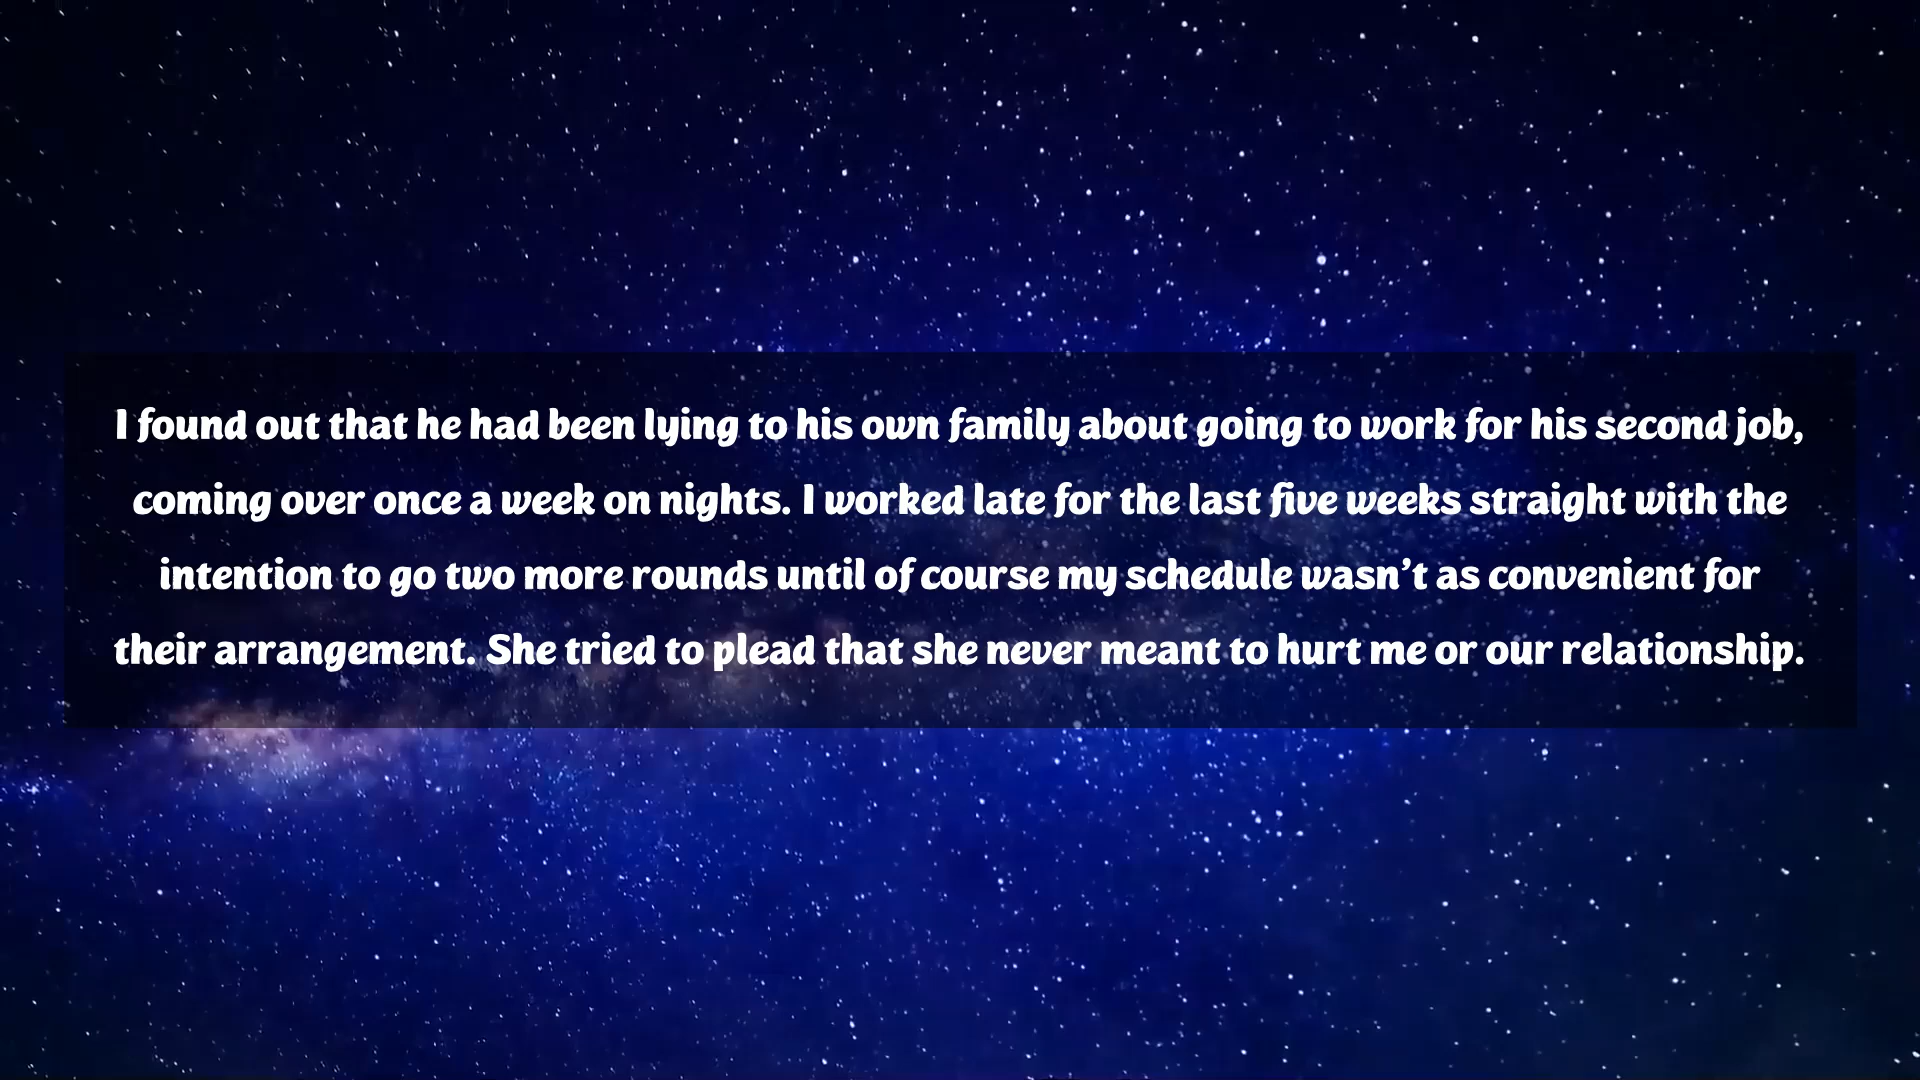 I found out that he had been lying to his own family about going to work for his second job,
coming over once a week on nights. I worked late for the last five weeks straight with the
intention to go two more rounds until of course my schedule wasn’t as convenient for
their arrangement. She tried to plead that she never meant to hurt me or our relationship.